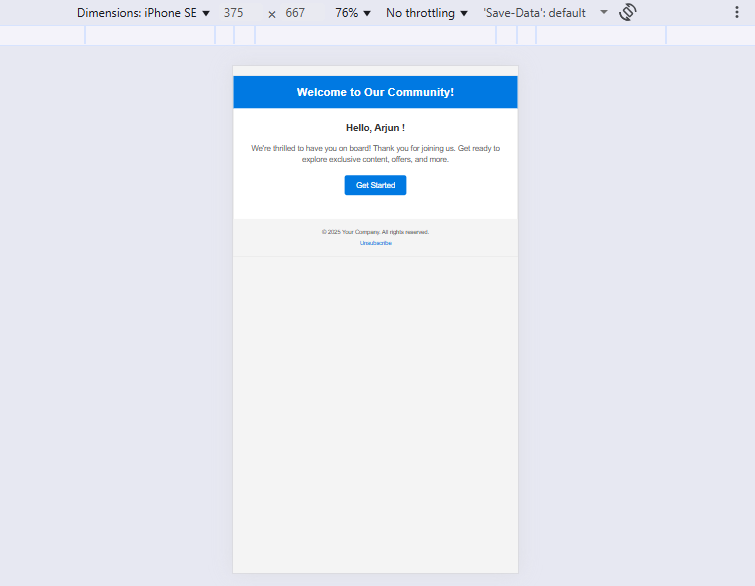 Dimensions: iPhone SE 375 × 667 76% No throttling 'Save-Data': default
Welcome to Our Community!
Hello, Arjun !
We're thrilled to have you on board! Thank you for joining us. Get ready to
explore exclusive content, offers, and more.
Get Started
© 2025 Your Company. All rights reserved.
Unsubscribe